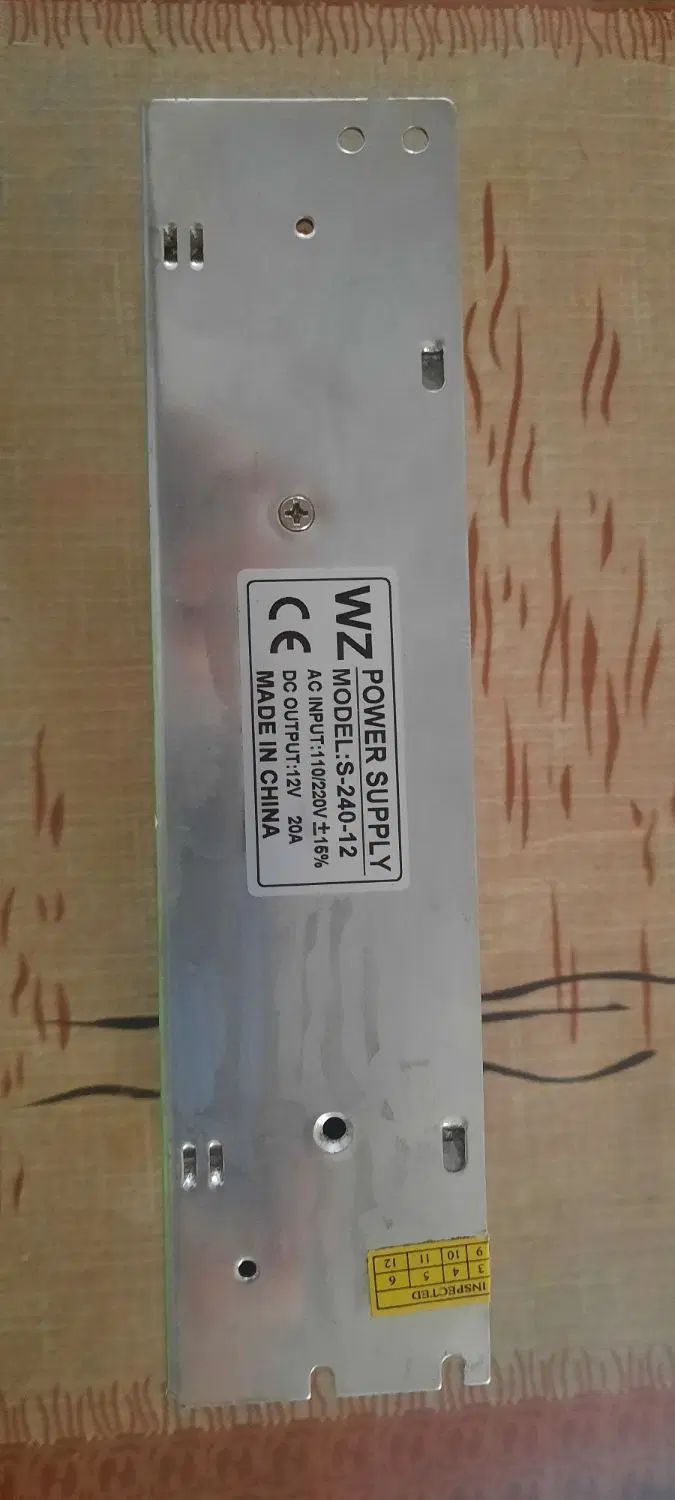 POWER SUPPLY
WZ MODEL:S-240-12
CE AC INPUT:110/220V±15%
DC OUTPUT:12V 20A
MADE IN CHINA
INSPECTED
3 4 5 6
9 10 11 12